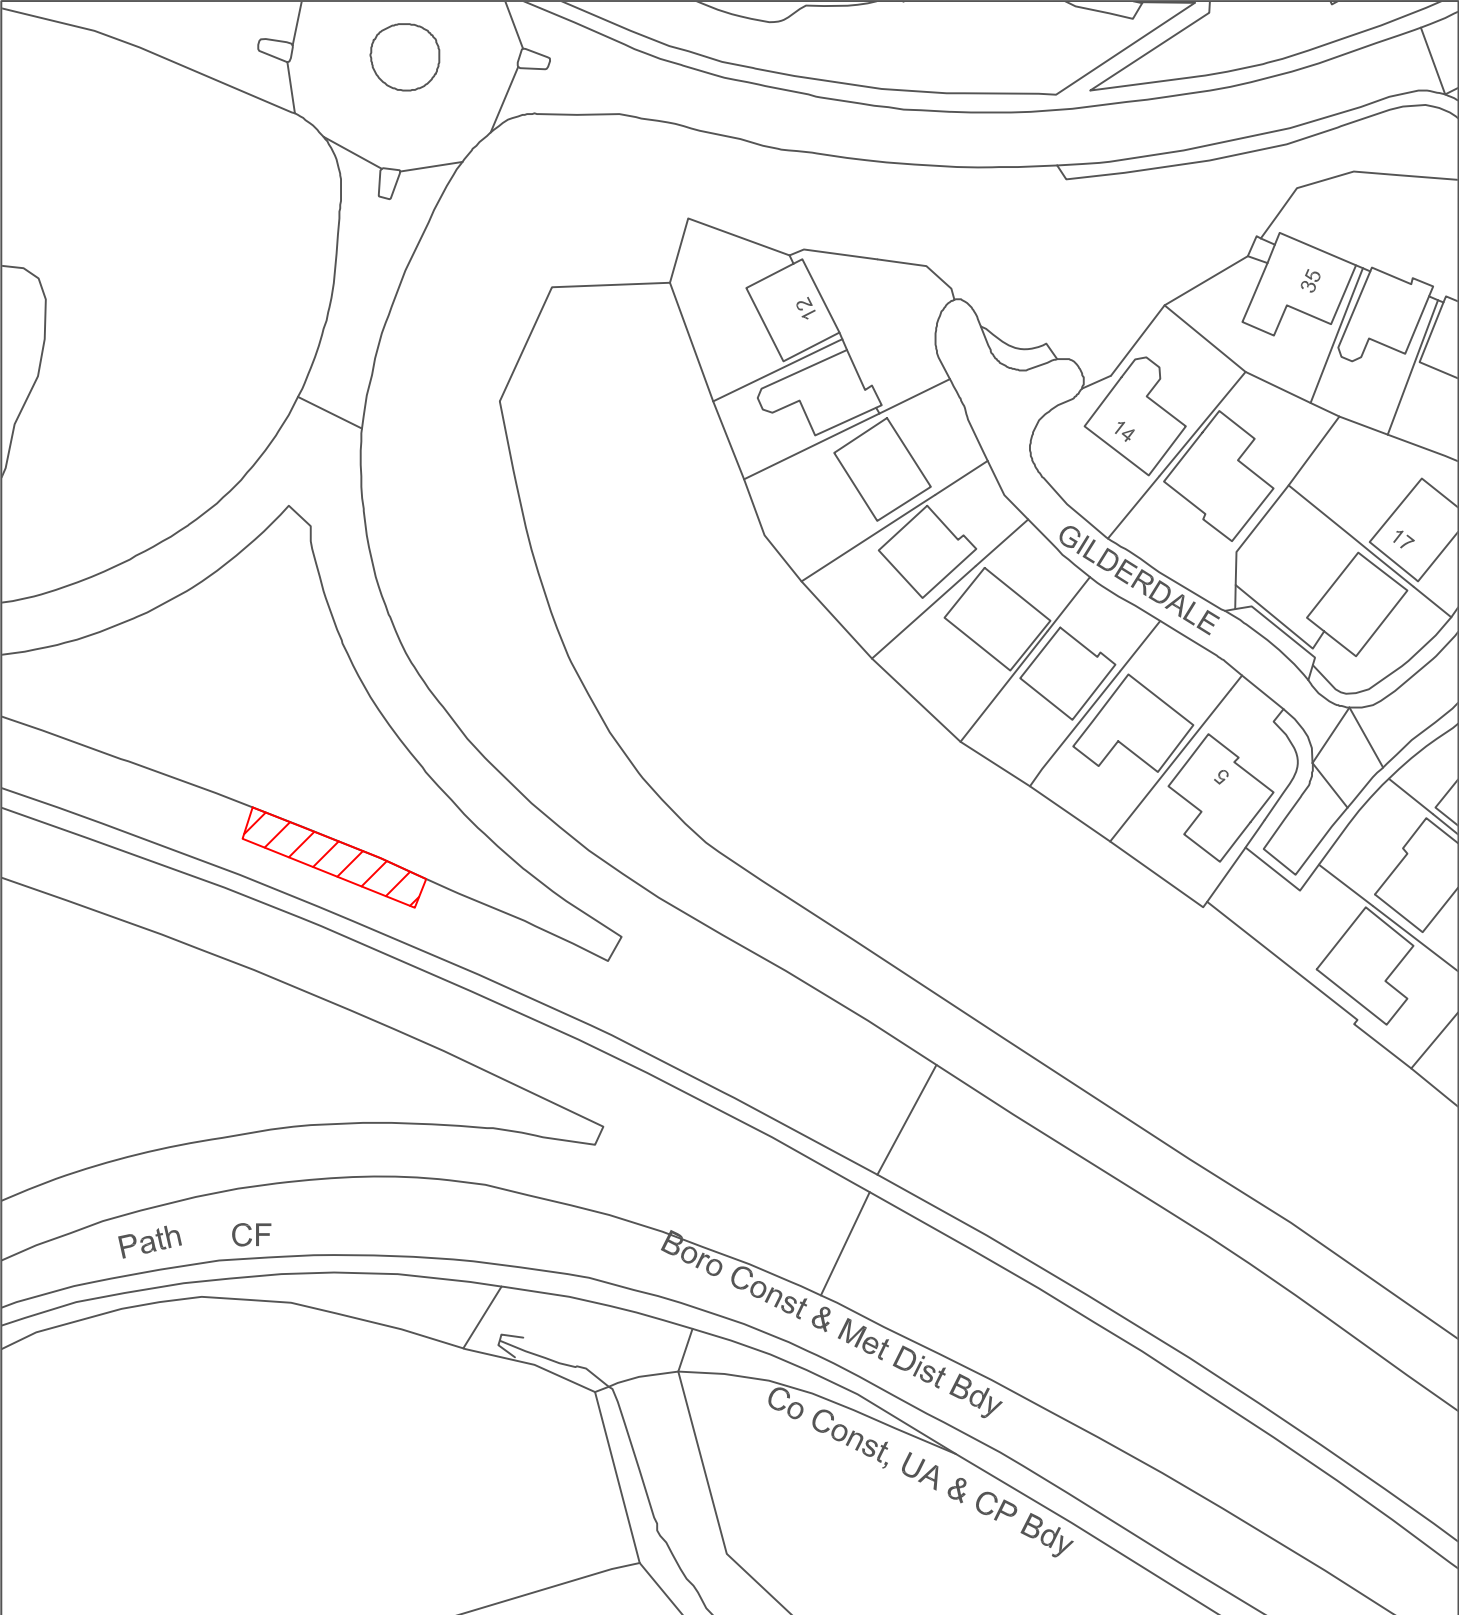 12
35
14
GILDERDALE
17
5
Path CF
Boro Const & Met Dist Bdy
Co Const, UA & CP Bdy